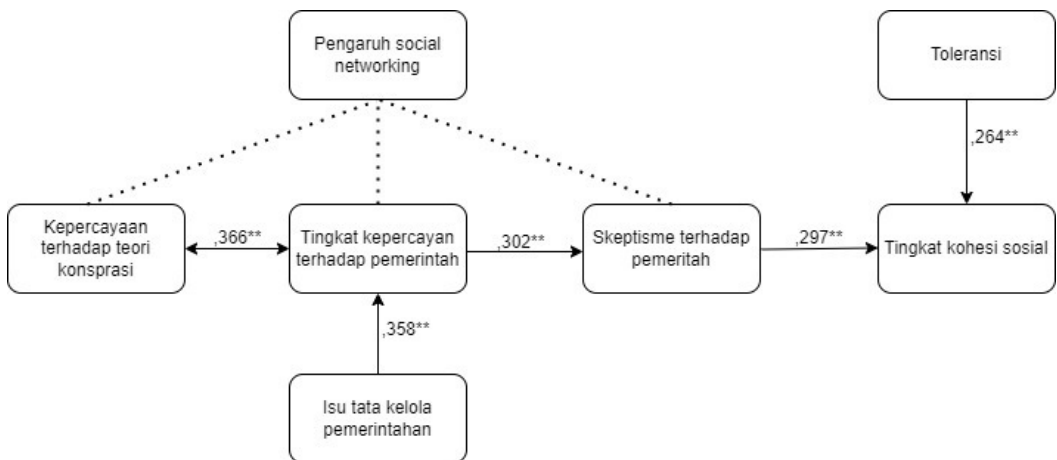 Pengaruh social
networking
Toleransi
,264**
Kepercayaan
terhadap teori
konsprasi
,366**
Tingkat kepercayan
terhadap pemerintah
,302**
Skeptisme terhadap
pemeritah
,297**
Tingkat kohesi sosial
,358**
Isu tata kelola
pemerintahan